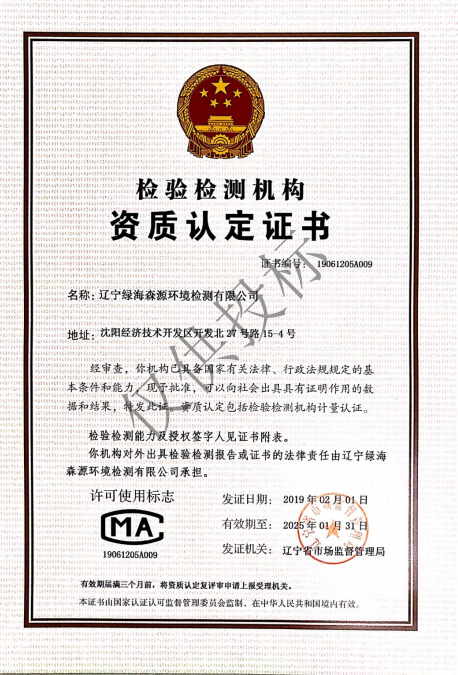 检验检测机构
资质认定证书
证书编号：19061205A009
名称：辽宁绿海森源环境检测有限公司
地址：沈阳经济技术开发区开发北27号路15-4号
经审查，你机构已具备国家有关法律、行政法规规定的基
本条件和能力，现予批准，可以向社会出具具有证明作用的数
据和结果，特发此证。资质认定包括检验检测机构计量认证。
检验检测能力及授权签字人见证书附表。
你机构对外出具检验检测报告或证书的法律责任由辽宁绿海
森源环境检测有限公司承担。
许可使用标志
MA
19061205A009
发证日期：2019年02月01日
有效期至：2025年01月31日
发证机关：辽宁省市场监督管理局
有效期届满三个月前，将资质认定复评审申请上报受理机关。
本证书由国家认证认可监督管理委员会监制，在中华人民共和国境内有效。
仅供投标